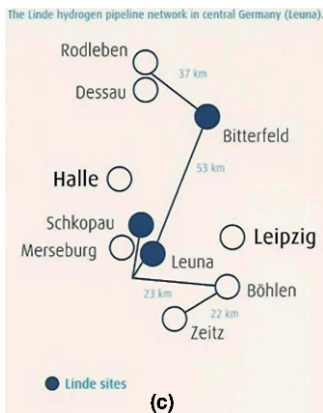 The Linde hydrogen pipeline network in central Germany (Leuna).
Rodleben
37 km
Dessau
Bitterfeld
53 km
Halle
Schkopau
Leipzig
Merseburg
Leuna
Böhlen
23 km
22 km
Zeitz
Linde sites
(c)